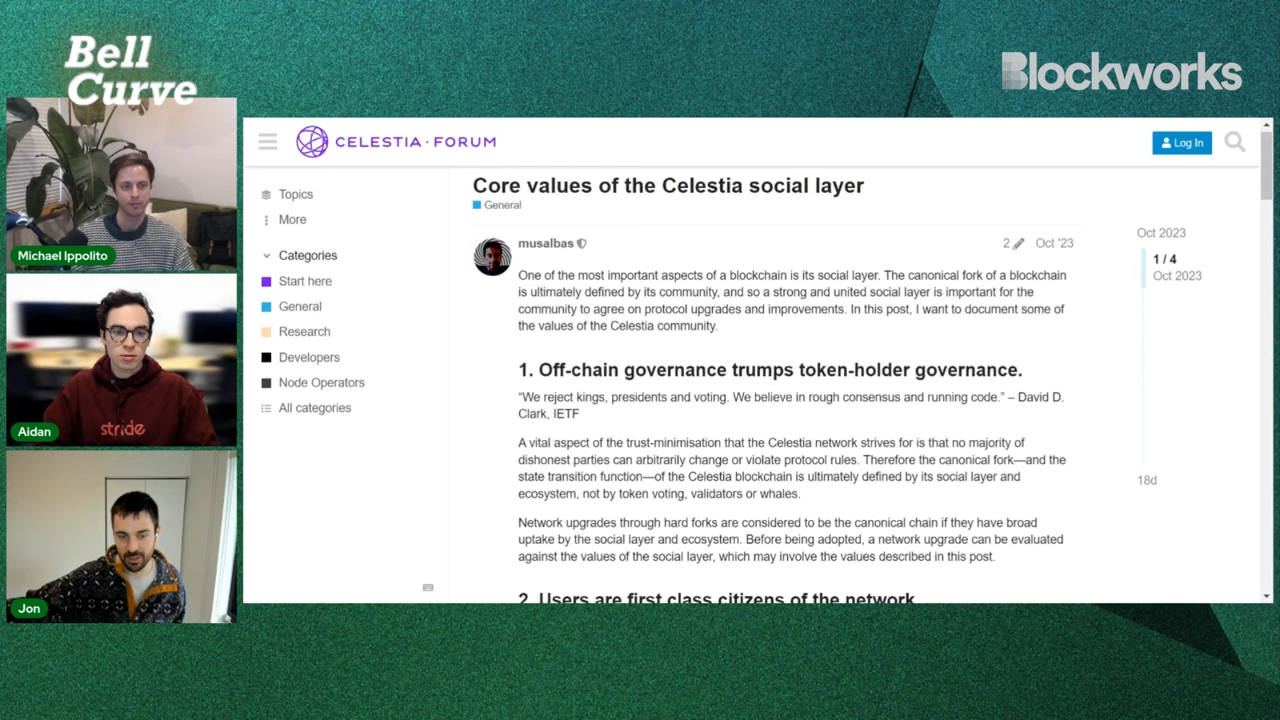 Bell
Curve
Blockworks
Michael Ippolito
Aidan
stride
Jon
CELESTIA · FORUM
Log In
Topics
More
Categories
Start here
General
Research
Developers
Node Operators
All categories
Core values of the Celestia social layer
General
musalbas
2
Oct '23
One of the most important aspects of a blockchain is its social layer. The canonical fork of a blockchain
is ultimately defined by its community, and so a strong and united social layer is important for the
community to agree on protocol upgrades and improvements. In this post, I want to document some of
the values of the Celestia community.
1. Off-chain governance trumps token-holder governance.
“We reject kings, presidents and voting. We believe in rough consensus and running code.” – David D.
Clark, IETF
A vital aspect of the trust-minimisation that the Celestia network strives for is that no majority of
dishonest parties can arbitrarily change or violate protocol rules. Therefore the canonical fork—and the
state transition function—of the Celestia blockchain is ultimately defined by its social layer and
ecosystem, not by token voting, validators or whales.
Network upgrades through hard forks are considered to be the canonical chain if they have broad
uptake by the social layer and ecosystem. Before being adopted, a network upgrade can be evaluated
against the values of the social layer, which may involve the values described in this post.
2. Users are first class citizens of the network
Oct 2023
1 / 4
Oct 2023
18d